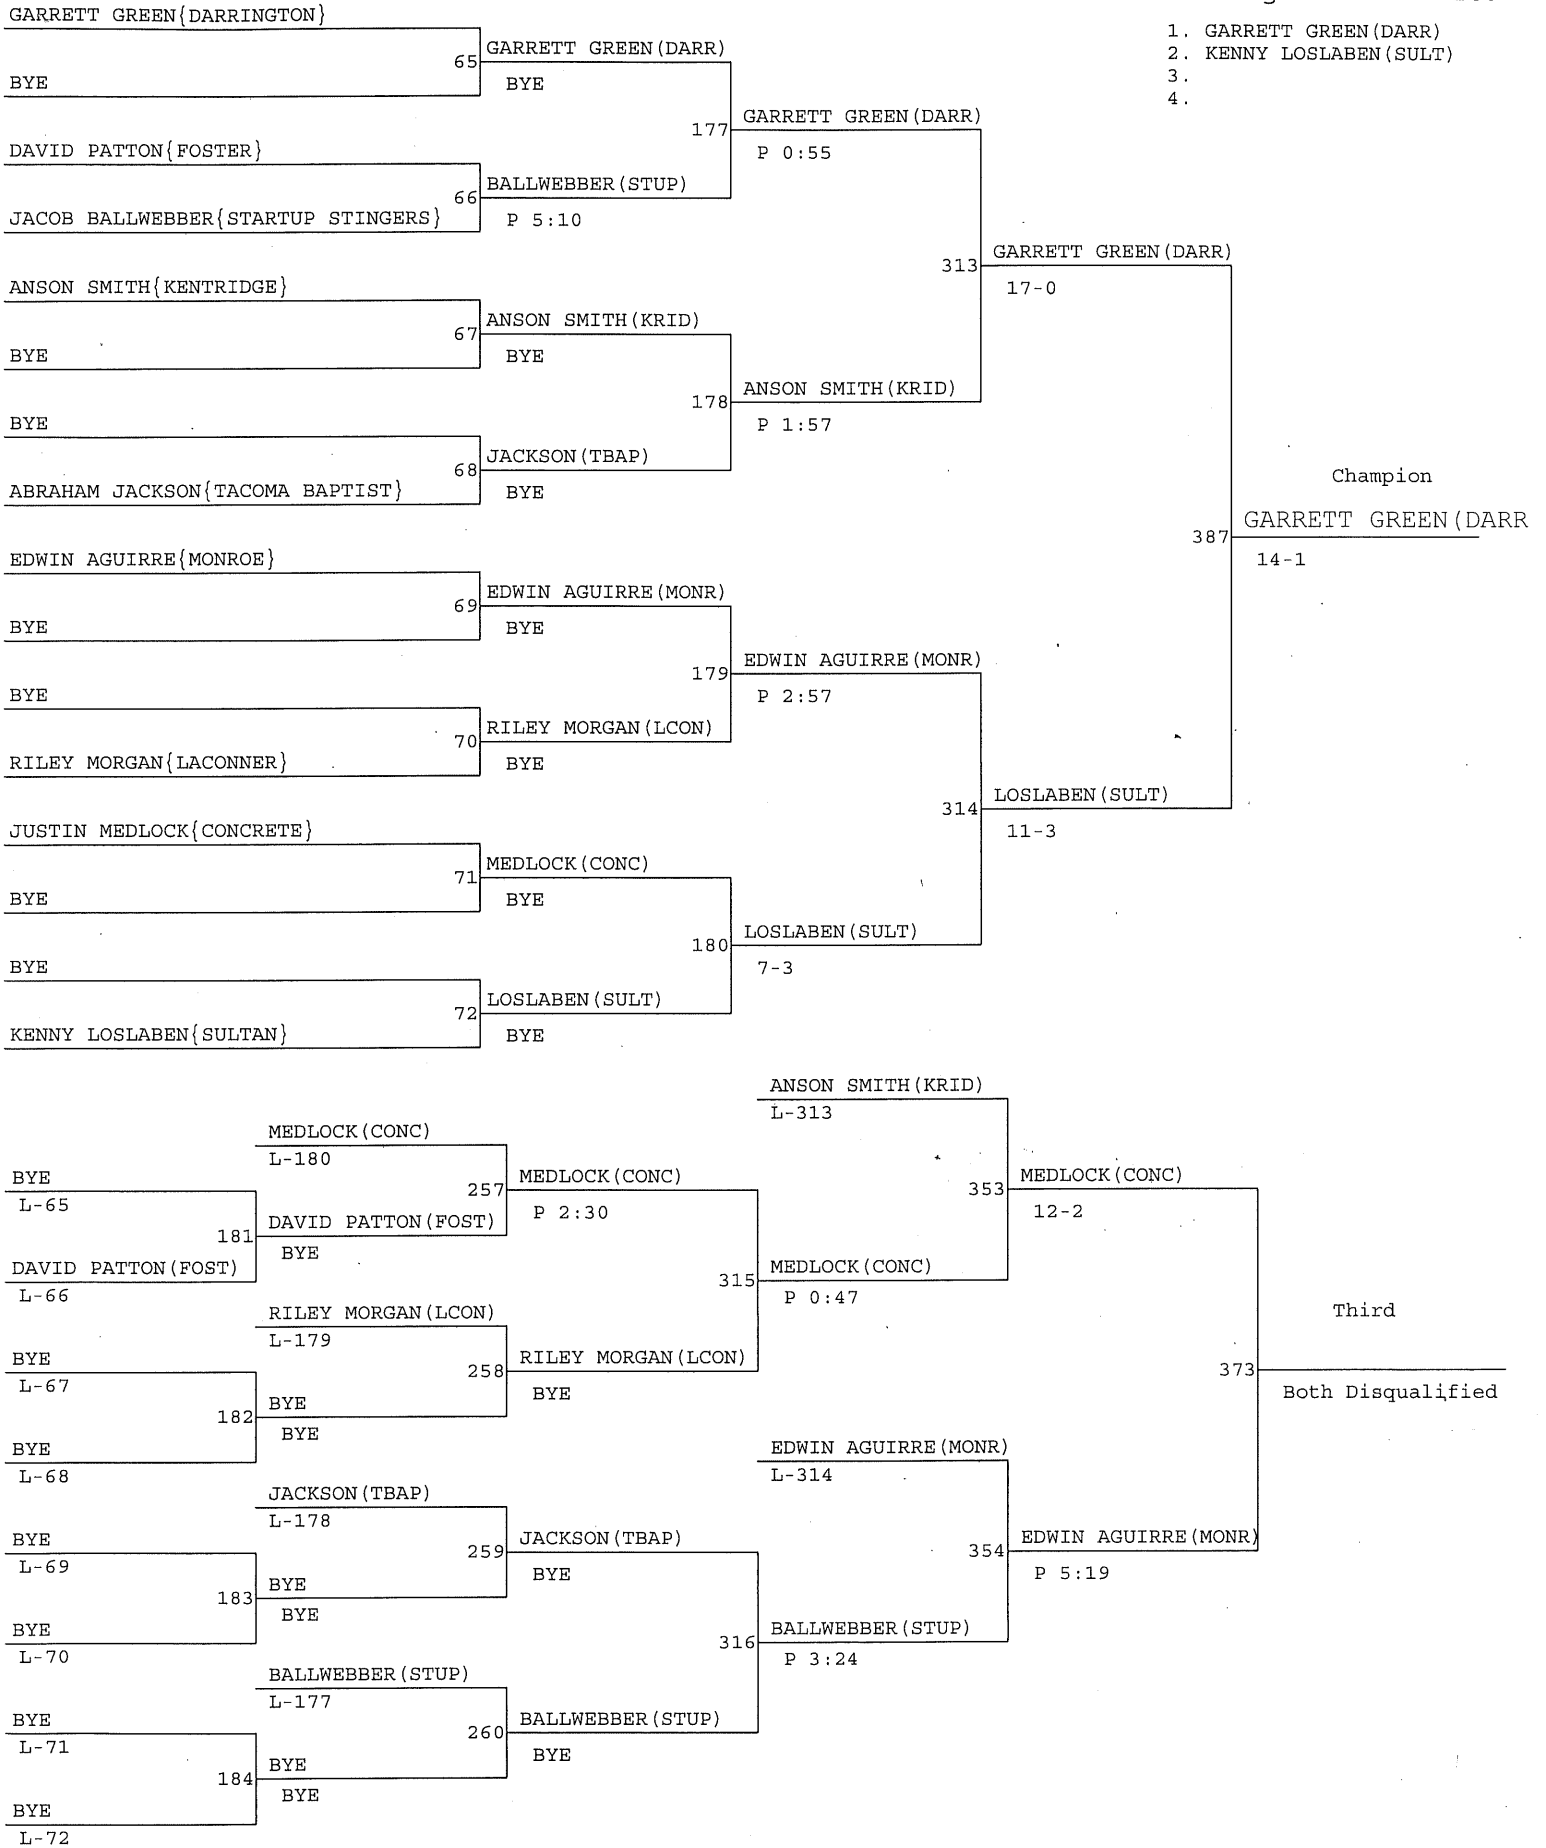 GARRETT GREEN{DARRINGTON}
65
GARRETT GREEN(DARR)
BYE
BYE
177
GARRETT GREEN(DARR)
P 0:55
DAVID PATTON{FOSTER}
66
BALLWEBBER(STUP)
P 5:10
JACOB BALLWEBBER{STARTUP STINGERS}
313
GARRETT GREEN(DARR)
17-0
ANSON SMITH{KENTRIDGE}
67
ANSON SMITH(KRID)
BYE
BYE
178
ANSON SMITH(KRID)
P 1:57
BYE
68
JACKSON(TBAP)
BYE
ABRAHAM JACKSON{TACOMA BAPTIST}
1. GARRETT GREEN(DARR)
2. KENNY LOSLABEN(SULT)
3.
4.
Champion
387
GARRETT GREEN(DARR
14-1
EDWIN AGUIRRE{MONROE}
69
EDWIN AGUIRRE(MONR)
BYE
BYE
179
EDWIN AGUIRRE(MONR)
P 2:57
BYE
70
RILEY MORGAN(LCON)
BYE
RILEY MORGAN{LACONNER}
314
LOSLABEN(SULT)
11-3
JUSTIN MEDLOCK{CONCRETE}
71
MEDLOCK(CONC)
BYE
BYE
180
LOSLABEN(SULT)
7-3
BYE
72
LOSLABEN(SULT)
BYE
KENNY LOSLABEN{SULTAN}
ANSON SMITH(KRID)
L-313
MEDLOCK(CONC)
L-180
BYE
L-65
257
MEDLOCK(CONC)
P 2:30
353
MEDLOCK(CONC)
12-2
181
DAVID PATTON(FOST)
BYE
DAVID PATTON(FOST)
L-66
315
MEDLOCK(CONC)
P 0:47
RILEY MORGAN(LCON)
L-179
BYE
L-67
258
RILEY MORGAN(LCON)
BYE
182
BYE
BYE
BYE
L-68
Third
373
Both Disqualified
EDWIN AGUIRRE(MONR)
L-314
JACKSON(TBAP)
L-178
BYE
L-69
259
JACKSON(TBAP)
BYE
354
EDWIN AGUIRRE(MONR)
P 5:19
183
BYE
BYE
BYE
L-70
316
BALLWEBBER(STUP)
P 3:24
BALLWEBBER(STUP)
L-177
BYE
L-71
260
BALLWEBBER(STUP)
BYE
184
BYE
BYE
BYE
L-72